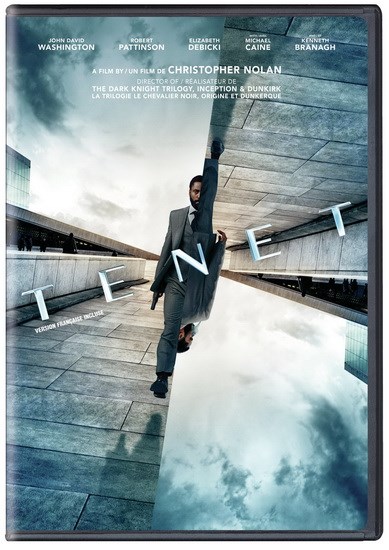 JOHN DAVID WASHINGTON
ROBERT PATTINSON
ELIZABETH DEBICKI
MICHAEL CAINE
KENNETH BRANAGH
A FILM BY / UN FILM DE CHRISTOPHER NOLAN
DIRECTOR OF / RÉALISATEUR DE
THE DARK KNIGHT TRILOGY, INCEPTION & DUNKIRK
LA TRILOGIE LE CHEVALIER NOIR, ORIGINE ET DUNKERQUE
TENET
VERSION FRANÇAISE INCLUSE